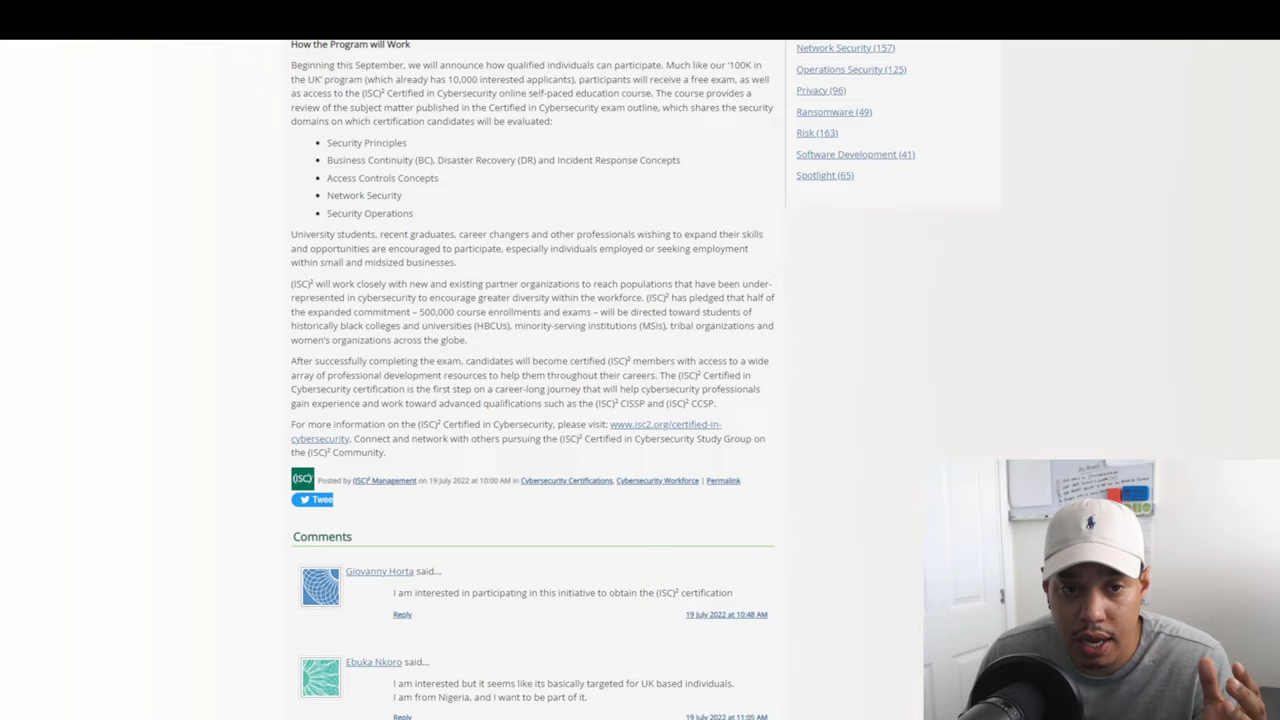 How the Program will Work
Beginning this September, we will announce how qualified individuals can participate. Much like our '100K in
the UK' program (which already has 10,000 interested applicants), participants will receive a free exam, as well
as access to the (ISC)² Certified in Cybersecurity online self-paced education course. The course provides a
review of the subject matter published in the Certified in Cybersecurity exam outline, which shares the security
domains on which certification candidates will be evaluated:
• Security Principles
• Business Continuity (BC), Disaster Recovery (DR) and Incident Response Concepts
• Access Controls Concepts
• Network Security
• Security Operations
University students, recent graduates, career changers and other professionals wishing to expand their skills
and opportunities are encouraged to participate, especially individuals employed or seeking employment
within small and midsized businesses.
(ISC)² will work closely with new and existing partner organizations to reach populations that have been under-
represented in cybersecurity to encourage greater diversity within the workforce. (ISC)² has pledged that half of
the expanded commitment – 500,000 course enrollments and exams – will be directed toward students of
historically black colleges and universities (HBCUs), minority-serving institutions (MSIs), tribal organizations and
women's organizations across the globe.
After successfully completing the exam, candidates will become certified (ISC)² members with access to a wide
array of professional development resources to help them throughout their careers. The (ISC)² Certified in
Cybersecurity certification is the first step on a career-long journey that will help cybersecurity professionals
gain experience and work toward advanced qualifications such as the (ISC)² CISSP and (ISC)² CCSP.
For more information on the (ISC)² Certified in Cybersecurity, please visit: www.isc2.org/certified-in-
cybersecurity. Connect and network with others pursuing the (ISC)² Certified in Cybersecurity Study Group on
the (ISC)² Community.
(ISC)² Posted by (ISC)² Management on 19 July 2022 at 10:00 AM in Cybersecurity Certifications, Cybersecurity Workforce | Permalink
Twee
Comments
Giovanny Horta said...
I am interested in participating in this initiative to obtain the (ISC)² certification
Reply 19 July 2022 at 10:48 AM
Ebuka Nkoro said...
I am interested but it seems like its basically targeted for UK based individuals.
I am from Nigeria, and I want to be part of it.
Reply 19 July 2022 at 11:05 AM
Network Security (157)
Operations Security (125)
Privacy (96)
Ransomware (49)
Risk (163)
Software Development (41)
Spotlight (65)